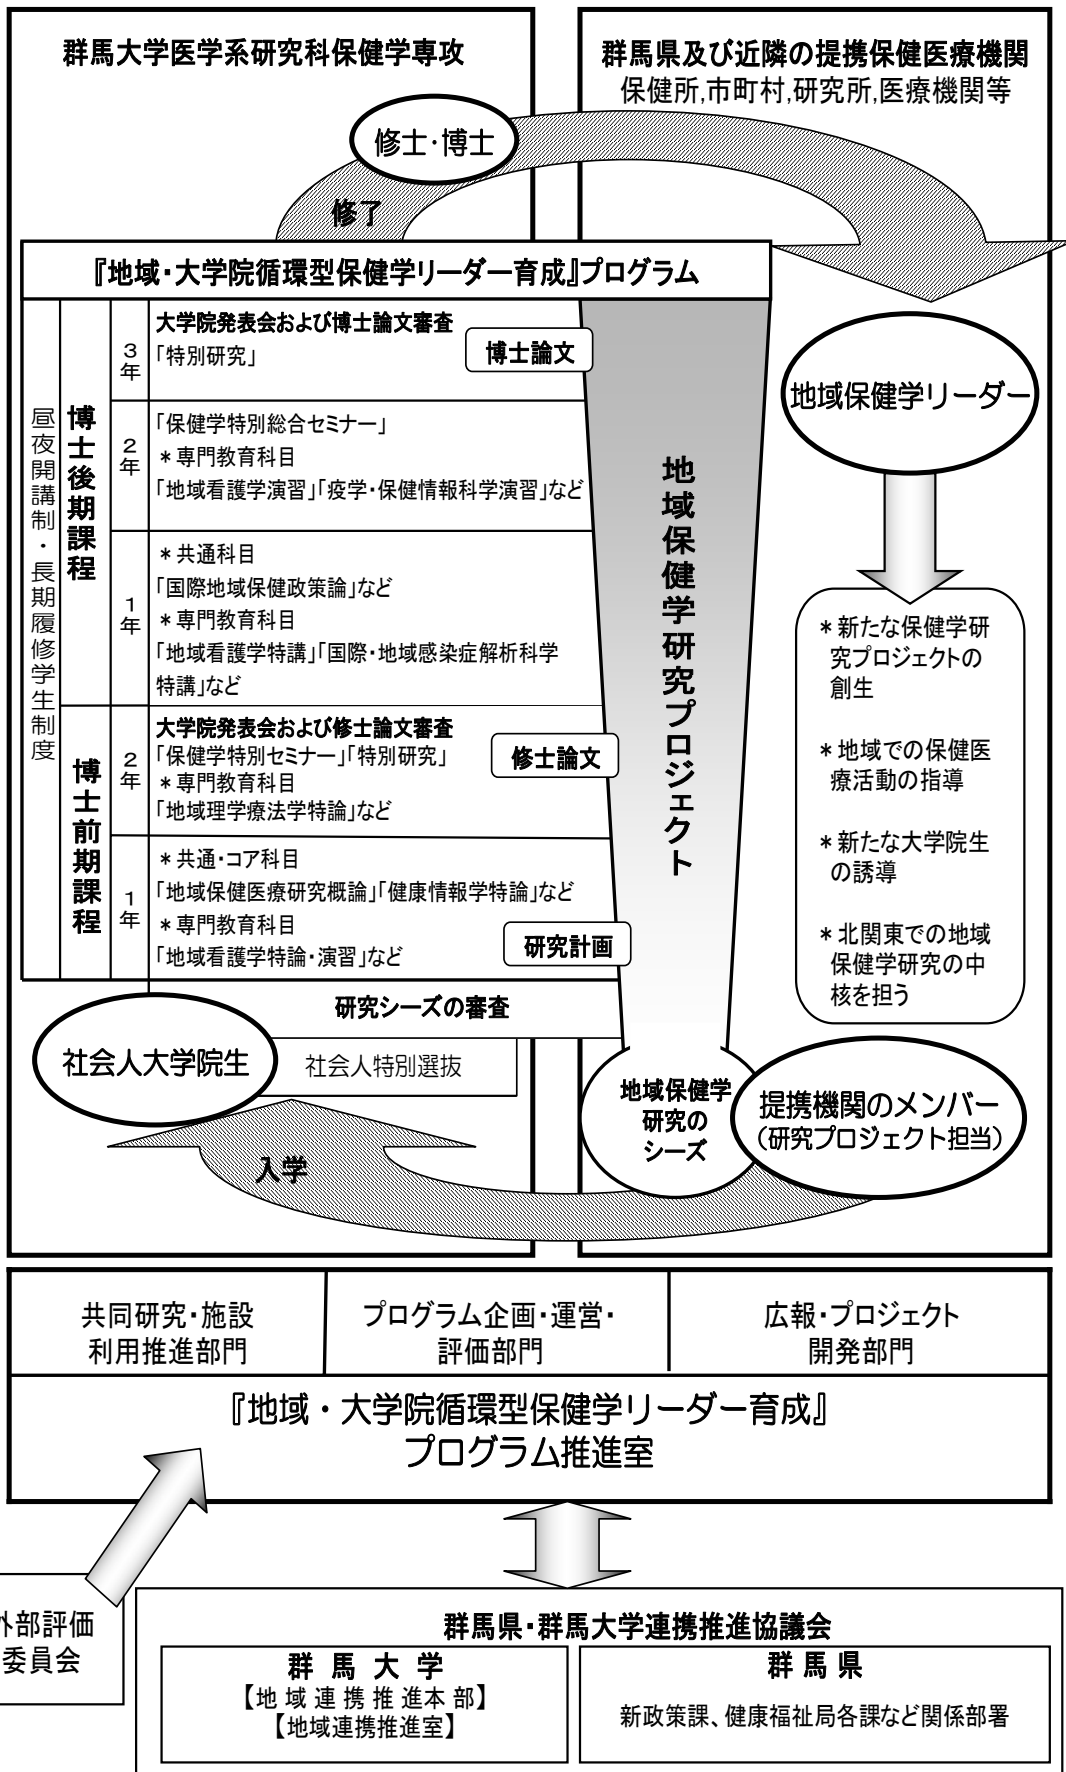 群馬大学医学系研究科保健学専攻
群馬県及び近隣の提携保健医療機関
保健所,市町村,研究所,医療機関等
修士・博士
修了
『地域・大学院循環型保健学リーダー育成』プログラム
昼夜開講制・長期履修学生制度
博士後期課程
3年
大学院発表会および博士論文審査
「特別研究」
博士論文
2年
「保健学特別総合セミナー」
＊専門教育科目
「地域看護学演習」「疫学・保健情報科学演習」など
1年
＊共通科目
「国際地域保健政策論」など
＊専門教育科目
「地域看護学特講」「国際・地域感染症解析科学
特講」など
博士前期課程
2年
大学院発表会および修士論文審査
「保健学特別セミナー」「特別研究」
＊専門教育科目
「地域理学療法学特論」など
修士論文
1年
＊共通・コア科目
「地域保健医療研究概論」「健康情報学特論」など
＊専門教育科目
「地域看護学特論・演習」など
研究計画
地域保健学研究プロジェクト
地域保健学リーダー
＊新たな保健学研
究プロジェクトの
創生
＊地域での保健医
療活動の指導
＊新たな大学院生
の誘導
＊北関東での地域
保健学研究の中
核を担う
研究シーズの審査
社会人大学院生
社会人特別選抜
地域保健学
研究の
シーズ
提携機関のメンバー
（研究プロジェクト担当）
入学
共同研究・施設
利用推進部門
プログラム企画・運営・
評価部門
広報・プロジェクト
開発部門
『地域・大学院循環型保健学リーダー育成』
プログラム推進室
外部評価
委員会
群馬県・群馬大学連携推進協議会
群馬大学
【地域連携推進本部】
【地域連携推進室】
群馬県
新政策課、健康福祉局各課など関係部署